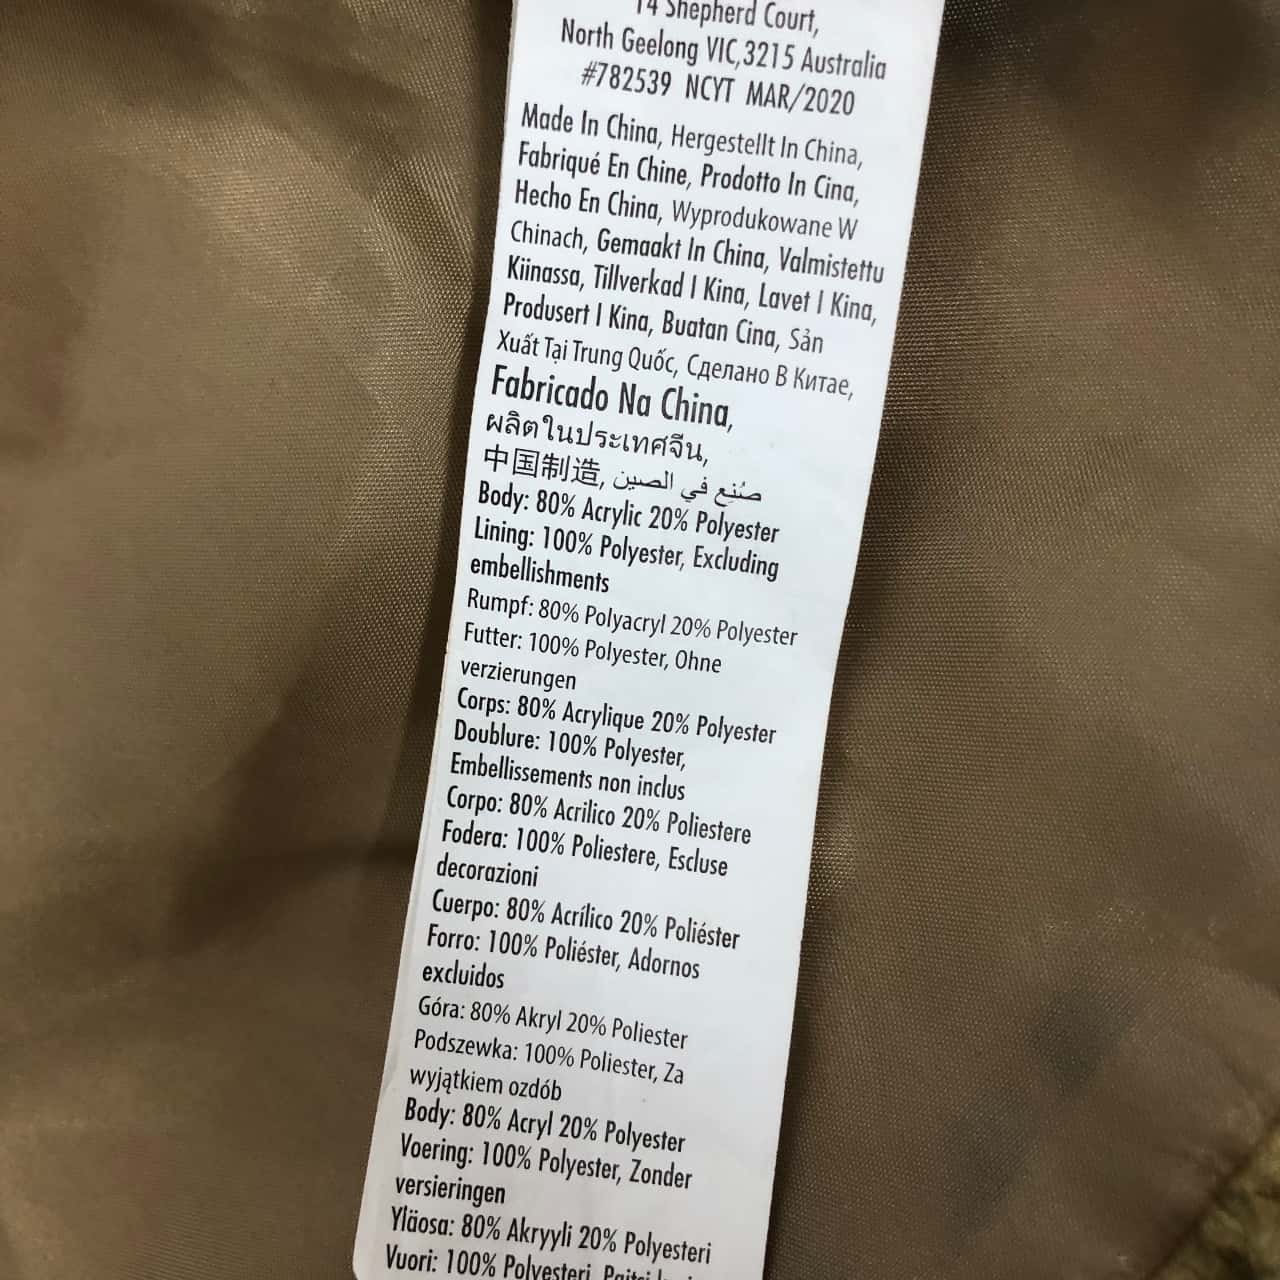 14 Shepherd Court,
North Geelong VIC,3215 Australia
#782539 NCYT MAR/2020
Made In China, Hergestellt In China,
Fabriqué En Chine, Prodotto In Cina,
Hecho En China, Wyprodukowane W
Chinach, Gemaakt In China, Valmistettu
Kiinassa, Tillverkad I Kina, Lavet I Kina,
Produsert I Kina, Buatan Cina, Sản
Xuất Tại Trung Quốc, Сделано В Китае,
Fabricado Na China,
ผลิตในประเทศจีน,
中国制造, صُنِع في الصين
Body: 80% Acrylic 20% Polyester
Lining: 100% Polyester, Excluding
embellishments
Rumpf: 80% Polyacryl 20% Polyester
Futter: 100% Polyester, Ohne
verzierungen
Corps: 80% Acrylique 20% Polyester
Doublure: 100% Polyester,
Embellissements non inclus
Corpo: 80% Acrilico 20% Poliestere
Fodera: 100% Poliestere, Escluse
decorazioni
Cuerpo: 80% Acrílico 20% Poliéster
Forro: 100% Poliéster, Adornos
excluidos
Góra: 80% Akryl 20% Poliester
Podszewka: 100% Poliester, Za
wyjątkiem ozdób
Body: 80% Acryl 20% Polyester
Voering: 100% Polyester, Zonder
versieringen
Yläosa: 80% Akryyli 20% Polyesteri
Vuori: 100% Polyesteri,